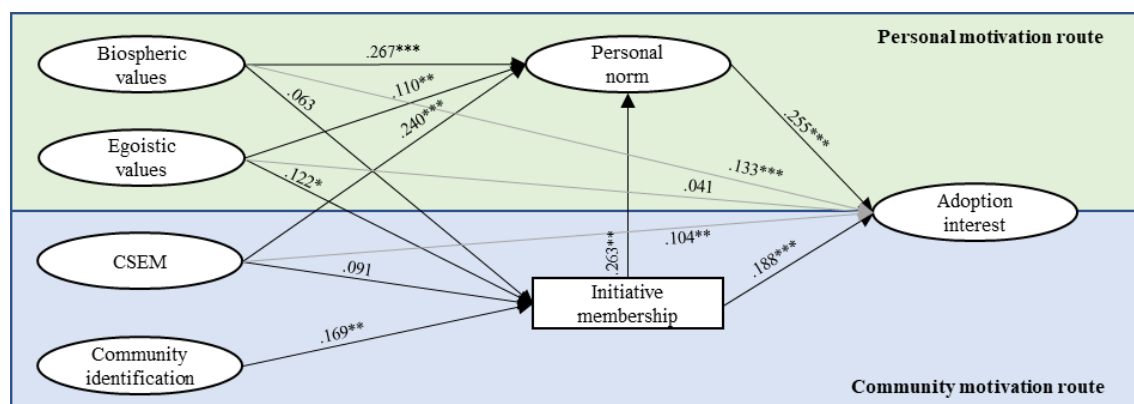 Personal motivation route
Biospheric
values
.267***
Personal
norm
.110**
.063
.240***
.255***
Egoistic
values
.133***
.122*
.041
Adoption
interest
CSEM
.104**
.091
.263**
.188***
Initiative
membership
.169**
Community
identification
Community motivation route